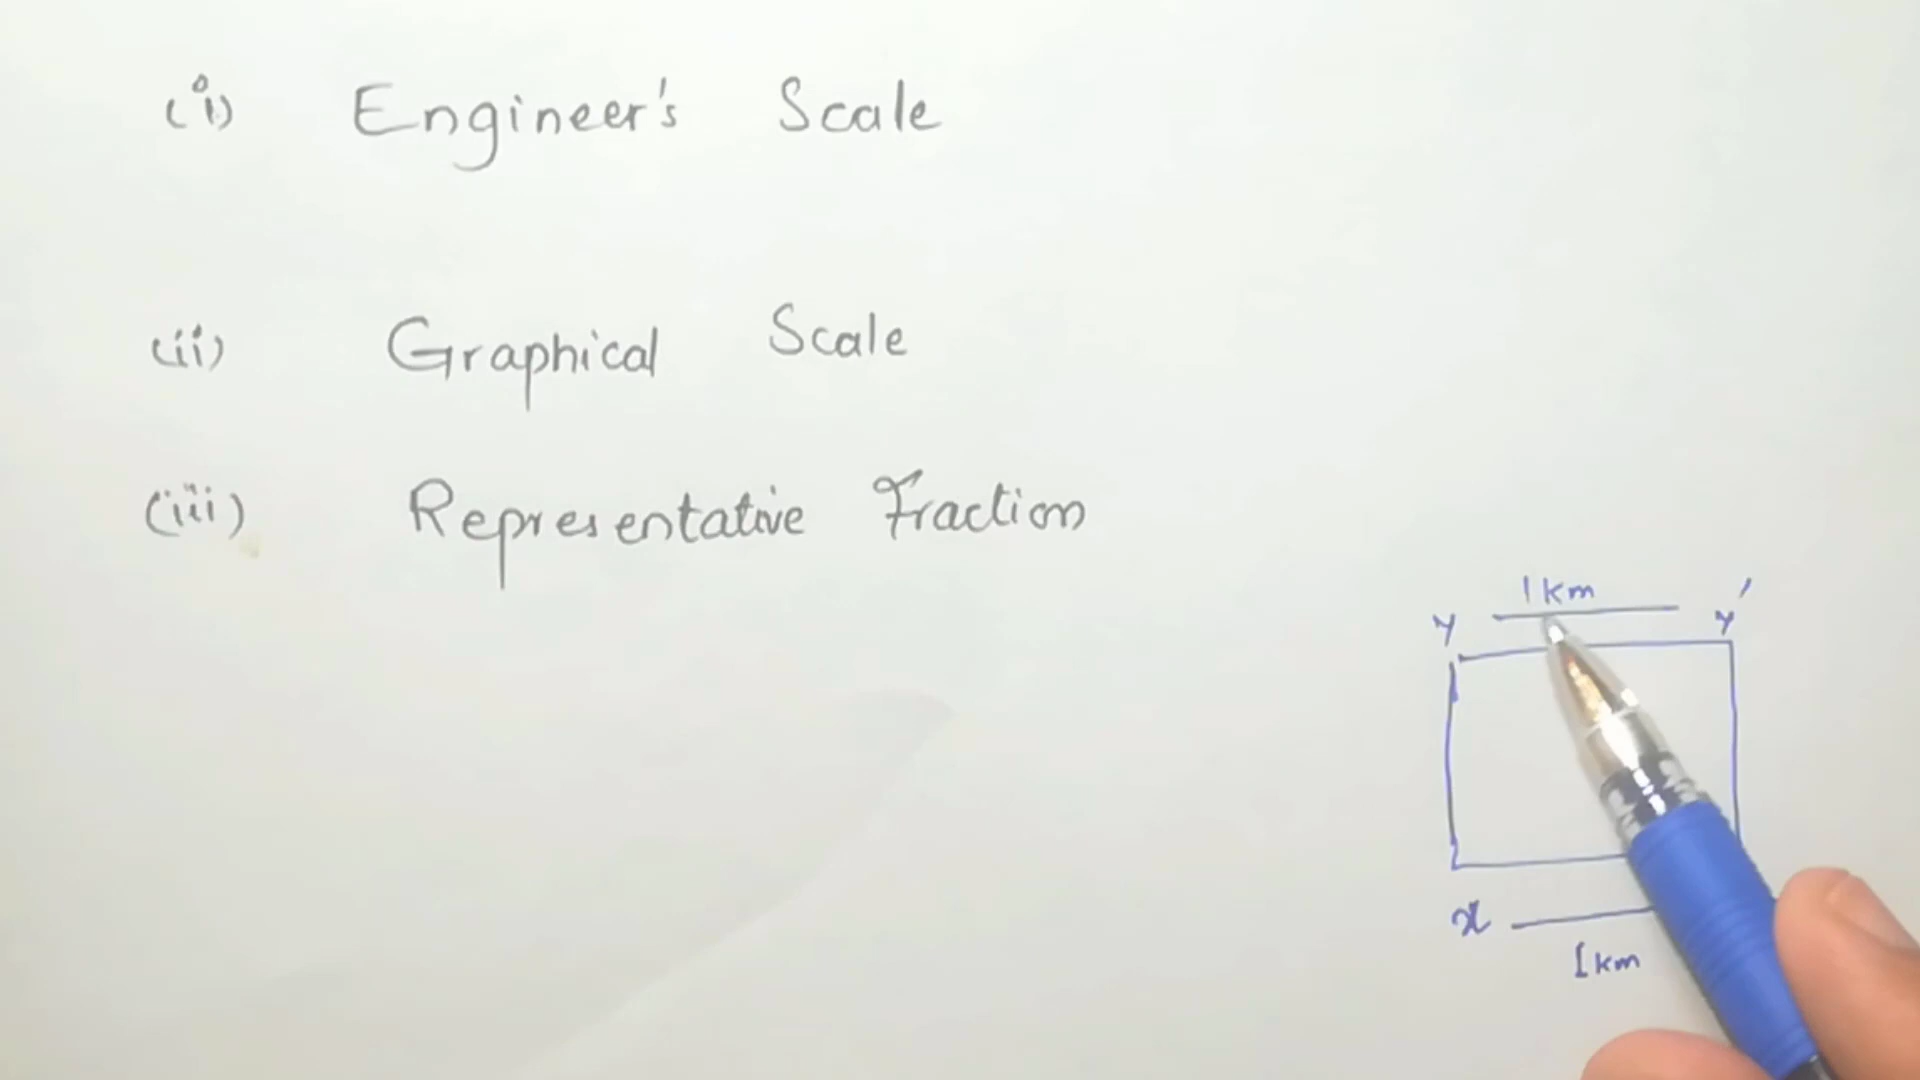 (i) Engineer's Scale
(ii) Graphical Scale
(iii) Representative Fraction
1km
y y'
x
1km